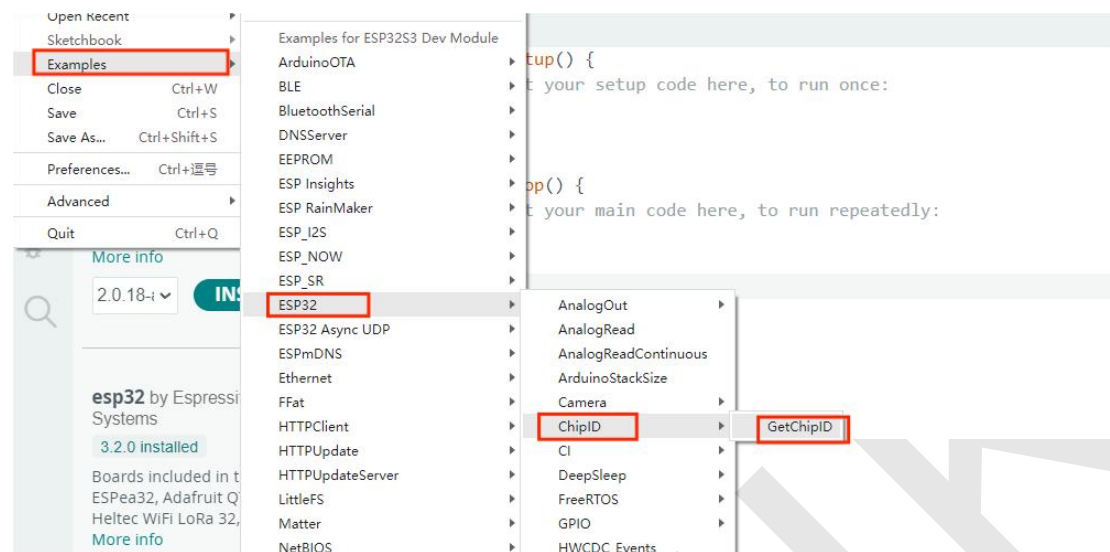 Open Recent
Sketchbook
Examples
Close Ctrl+W
Save Ctrl+S
Save As... Ctrl+Shift+S
Preferences... Ctrl+逗号
Advanced
Quit Ctrl+Q
More info
2.0.18-
INS
esp32 by Espressi
Systems
3.2.0 installed
Boards included in t
ESPea32, Adafruit Q
Heltec WiFi LoRa 32,
More info
Examples for ESP32S3 Dev Module
ArduinoOTA
BLE
BluetoothSerial
DNSServer
EEPROM
ESP Insights
ESP RainMaker
ESP_I2S
ESP_NOW
ESP_SR
ESP32
ESP32 Async UDP
ESPmDNS
Ethernet
FFat
HTTPClient
HTTPUpdate
HTTPUpdateServer
LittleFS
Matter
NetBIOS
AnalogOut
AnalogRead
AnalogReadContinuous
ArduinoStackSize
Camera
ChipID
CI
DeepSleep
FreeRTOS
GPIO
HWCDC_Events
GetChipID
tup() {
t your setup code here, to run once:
op() {
t your main code here, to run repeatedly: